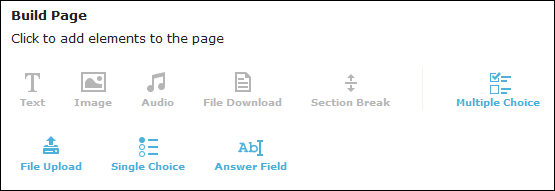 Build Page
Click to add elements to the page
Text Image Audio File Download Section Break Multiple Choice
File Upload Single Choice Answer Field